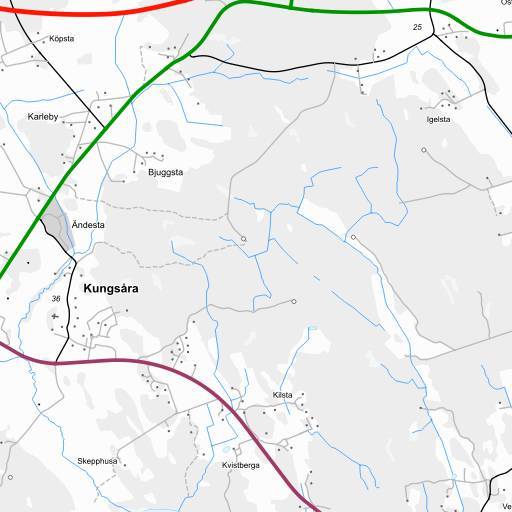 Köpsta
25
Karleby
Igelsta
Bjuggsta
Ändesta
Kungsåra
36
Kilsta
Skepphusa
Kvistberga